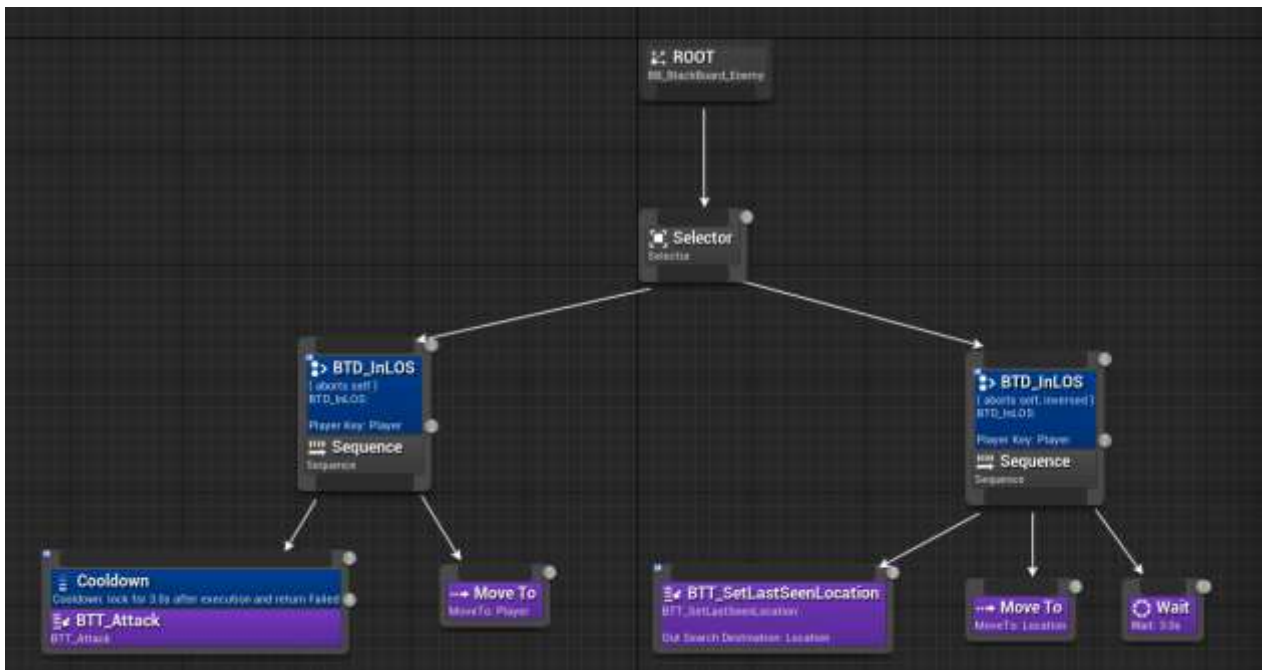 ROOT
BB_BlackBoard_Enemy
Selector
Selector
BTD_InLOS
( aborts self )
BTD_InLOS:
Player Key: Player
Sequence
Sequence
BTD_InLOS
( aborts self, inversed )
BTD_InLOS:
Player Key: Player
Sequence
Sequence
Cooldown
Cooldown: lock for 3.0s after execution and return Failed
BTT_Attack
BTT_Attack
Move To
MoveTo: Player
BTT_SetLastSeenLocation
BTT_SetLastSeenLocation
Out Search Destination: Location
Move To
MoveTo: Location
Wait
Wait: 3.0s